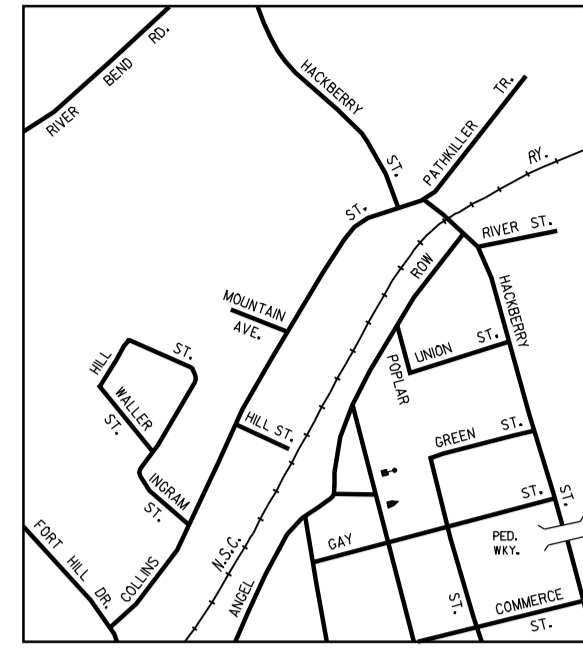 RIVER BEND RD.
HACKBERRY ST.
PATHKILLER TR.
RY.
ST.
RIVER ST.
ROW
HACKBERRY
MOUNTAIN
AVE.
UNION ST.
POPLAR
HILL ST.
WALLER
ST.
HILL ST.
GREEN ST.
INGRAM
ST.
ST.
ST.
FORT HILL DR.
COLLINS
N.S.C.
ANGEL
GAY
PED.
WKY.
ST.
COMMERCE
ST.